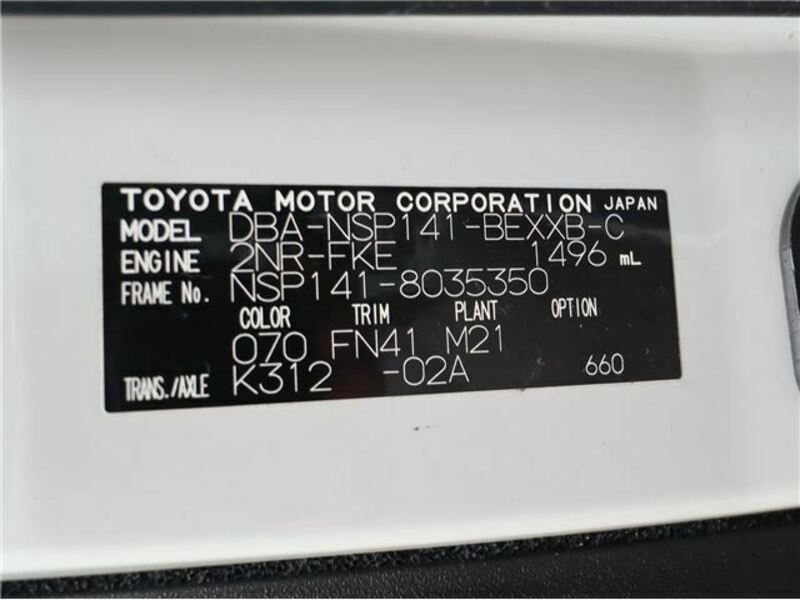 TOYOTA MOTOR CORPORATION JAPAN
MODEL DBA-NSP141-BEXXB-C
ENGINE 2NR-FKE 1496 mL
FRAME No. NSP141-8035350
COLOR TRIM PLANT OPTION
070 FN41 M21
TRANS./AXLE K312 -02A 660